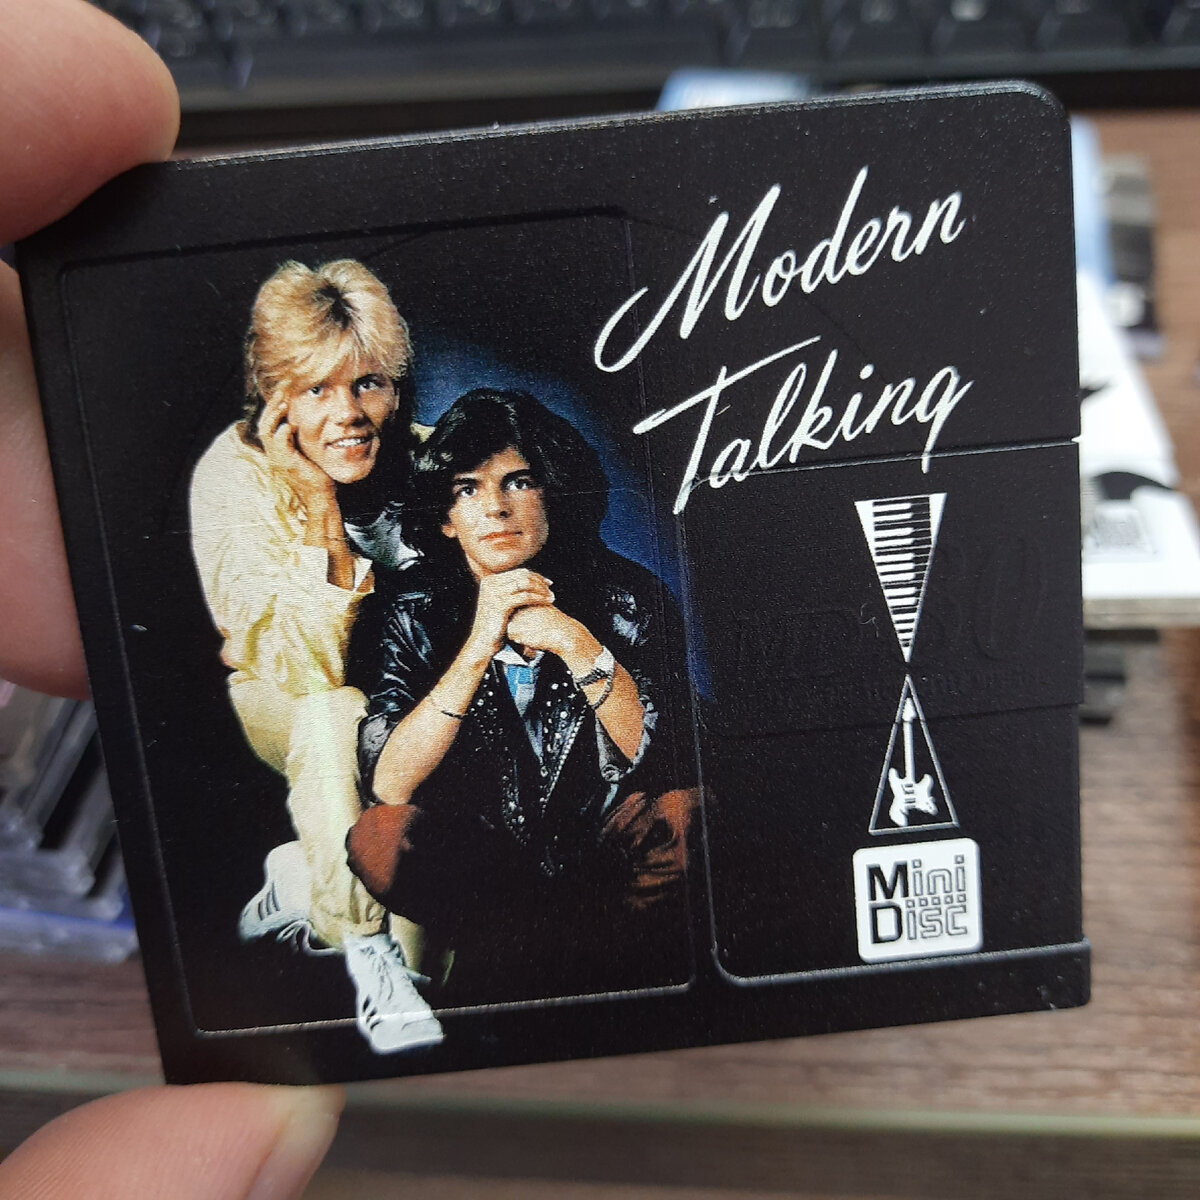 Modern
Talking
Mini
Disc